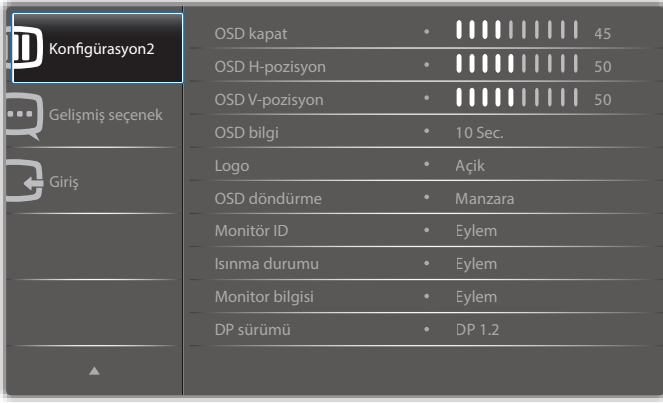 Konfigürasyon2
Gelişmiş seçenek
Giriş
OSD kapat • 45
OSD H-pozisyon • 50
OSD V-pozisyon • 50
OSD bilgi • 10 Sec.
Logo • Açik
OSD döndürme • Manzara
Monitör ID • Eylem
Isınma durumu • Eylem
Monitor bilgisi • Eylem
DP sürümü • DP 1.2